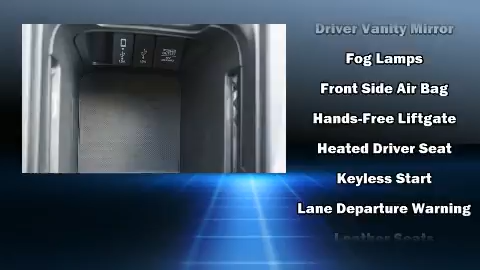 Driver Vanity Mirror
Fog Lamps
Front Side Air Bag
Hands-Free Liftgate
Heated Driver Seat
Keyless Start
Lane Departure Warning
Leather Seats